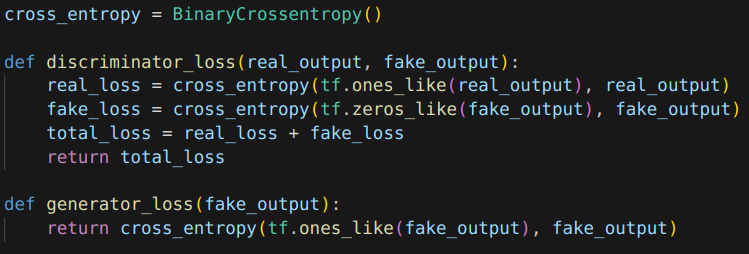 cross_entropy = BinaryCrossentropy()

def discriminator_loss(real_output, fake_output):
    real_loss = cross_entropy(tf.ones_like(real_output), real_output)
    fake_loss = cross_entropy(tf.zeros_like(fake_output), fake_output)
    total_loss = real_loss + fake_loss
    return total_loss

def generator_loss(fake_output):
    return cross_entropy(tf.ones_like(fake_output), fake_output)